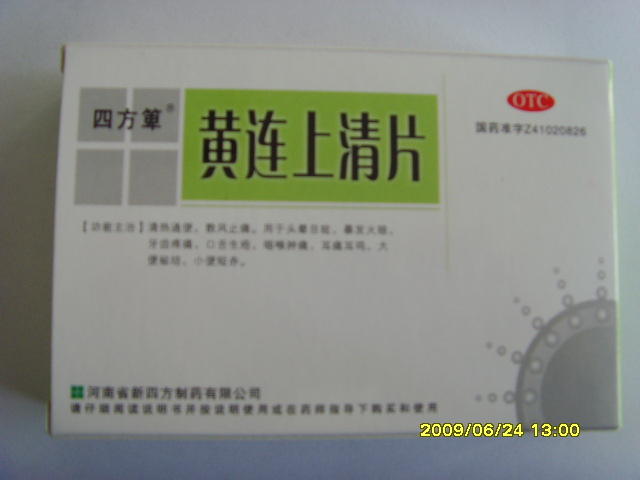 四方箪®
黄连上清片
OTC
国药准字Z41020826
【功能主治】清热通便,散风止痛。用于头晕目眩,暴发火眼,
牙齿疼痛,口舌生疮,咽喉肿痛,耳痛耳鸣,大
便秘结,小便短赤。
河南省新四方制药有限公司
请仔细阅读说明书并按说明使用或在药师指导下购买和使用
2009/06/24 13:00